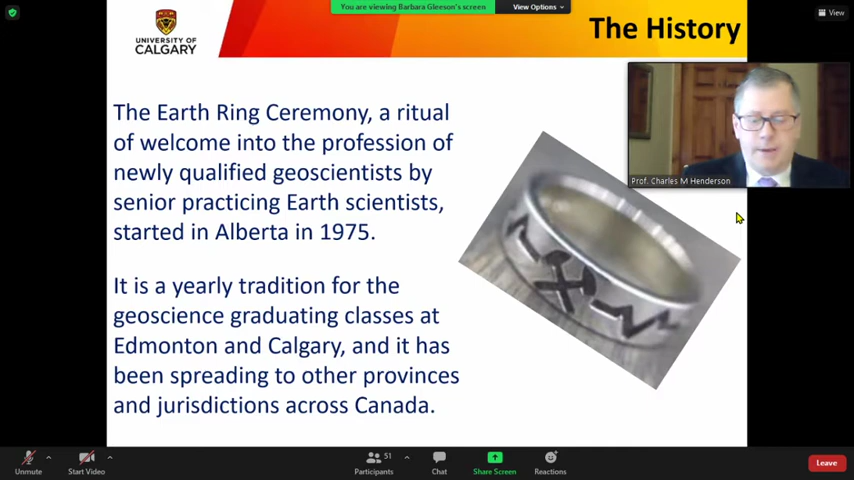 You are viewing Barbara Gleeson's screen
View Options
View
UNIVERSITY OF
CALGARY
The History
The Earth Ring Ceremony, a ritual
of welcome into the profession of
newly qualified geoscientists by
senior practicing Earth scientists,
started in Alberta in 1975.
It is a yearly tradition for the
geoscience graduating classes at
Edmonton and Calgary, and it has
been spreading to other provinces
and jurisdictions across Canada.
Prof. Charles M Henderson
Unmute
Start Video
51
Participants
Chat
Share Screen
Reactions
Leave